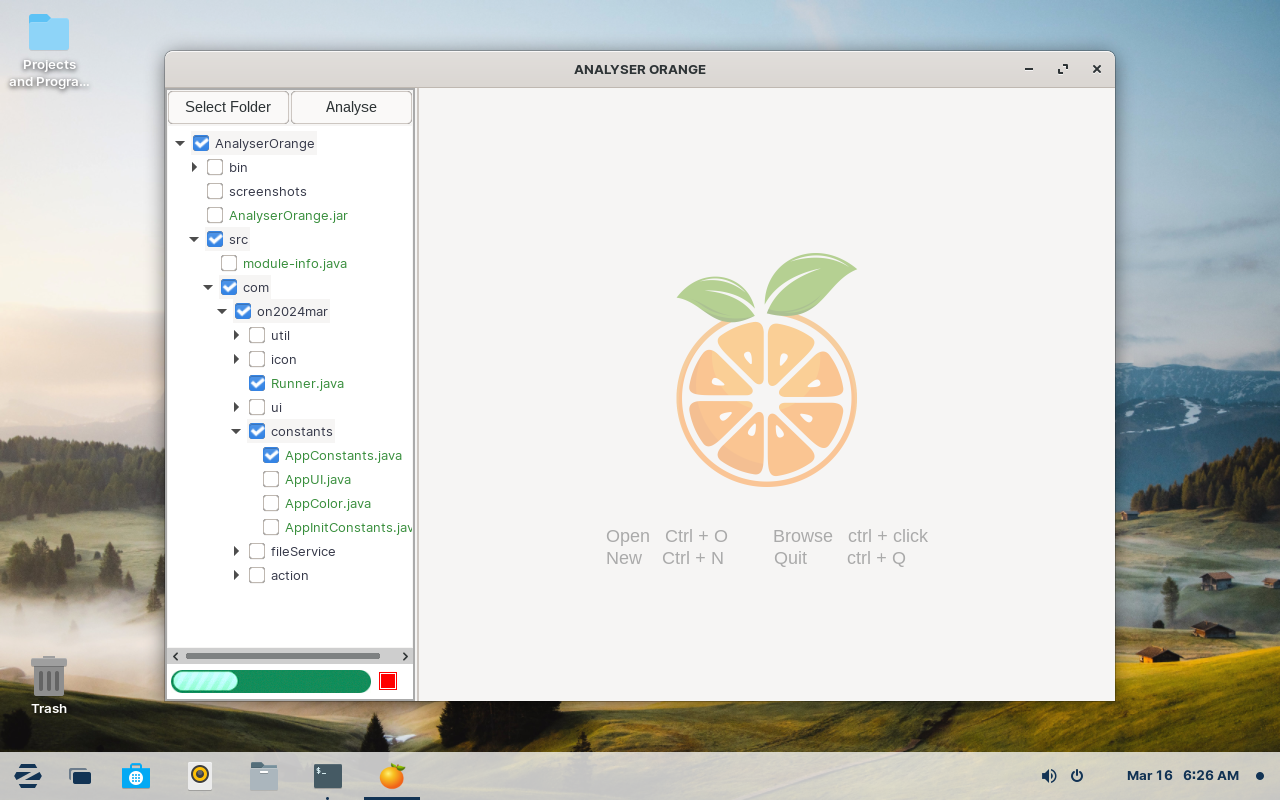 Projects
and Progra...
ANALYSER ORANGE
Select Folder
Analyse
AnalyserOrange
bin
screenshots
AnalyserOrange.jar
src
module-info.java
com
on2024mar
util
icon
Runner.java
ui
constants
AppConstants.java
AppUI.java
AppColor.java
AppInitConstants.jav
fileService
action
Open Ctrl + O Browse ctrl + click
New Ctrl + N Quit ctrl + Q
Trash
$-
Mar 16 6:26 AM